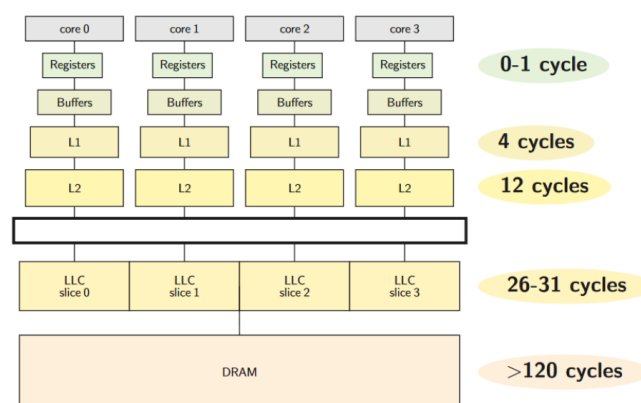 core 0 core 1 core 2 core 3
Registers Registers Registers Registers 0-1 cycle
Buffers Buffers Buffers Buffers
L1 L1 L1 L1 4 cycles
L2 L2 L2 L2 12 cycles
LLC LLC LLC LLC
slice 0 slice 1 slice 2 slice 3 26-31 cycles
DRAM >120 cycles